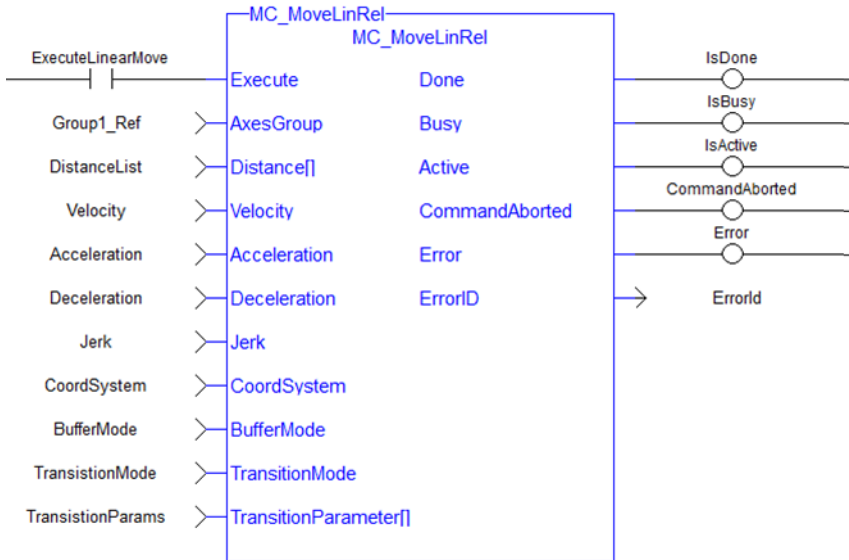 MC_MoveLinRel
MC_MoveLinRel
ExecuteLinearMove Execute Done IsDone
Group1_Ref AxesGroup Busy IsBusy
DistanceList Distance[] Active IsActive
Velocity Velocity CommandAborted CommandAborted
Acceleration Acceleration Error Error
Deceleration Deceleration ErrorID ErrorId
Jerk Jerk
CoordSystem CoordSystem
BufferMode BufferMode
TransistionMode TransitionMode
TransistionParams TransitionParameter[]